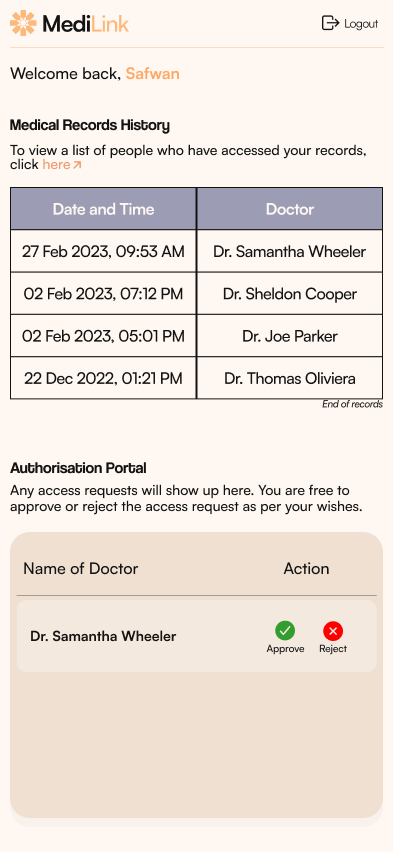 MediLink
Logout
Welcome back, Safwan
Medical Records History
To view a list of people who have accessed your records,
click here
Date and Time Doctor
27 Feb 2023, 09:53 AM Dr. Samantha Wheeler
02 Feb 2023, 07:12 PM Dr. Sheldon Cooper
02 Feb 2023, 05:01 PM Dr. Joe Parker
22 Dec 2022, 01:21 PM Dr. Thomas Oliviera
End of records
Authorisation Portal
Any access requests will show up here. You are free to
approve or reject the access request as per your wishes.
Name of Doctor Action
Dr. Samantha Wheeler
Approve Reject